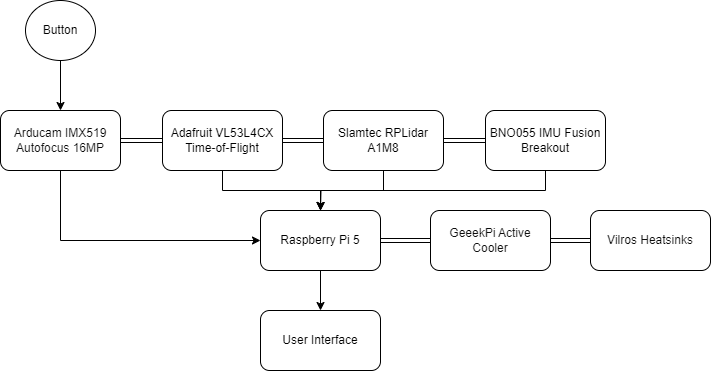 Button
Arducam IMX519
Autofocus 16MP
Adafruit VL53L4CX
Time-of-Flight
Slamtec RPLidar
A1M8
BNO055 IMU Fusion
Breakout
Raspberry Pi 5
GeeekPi Active
Cooler
Vilros Heatsinks
User Interface